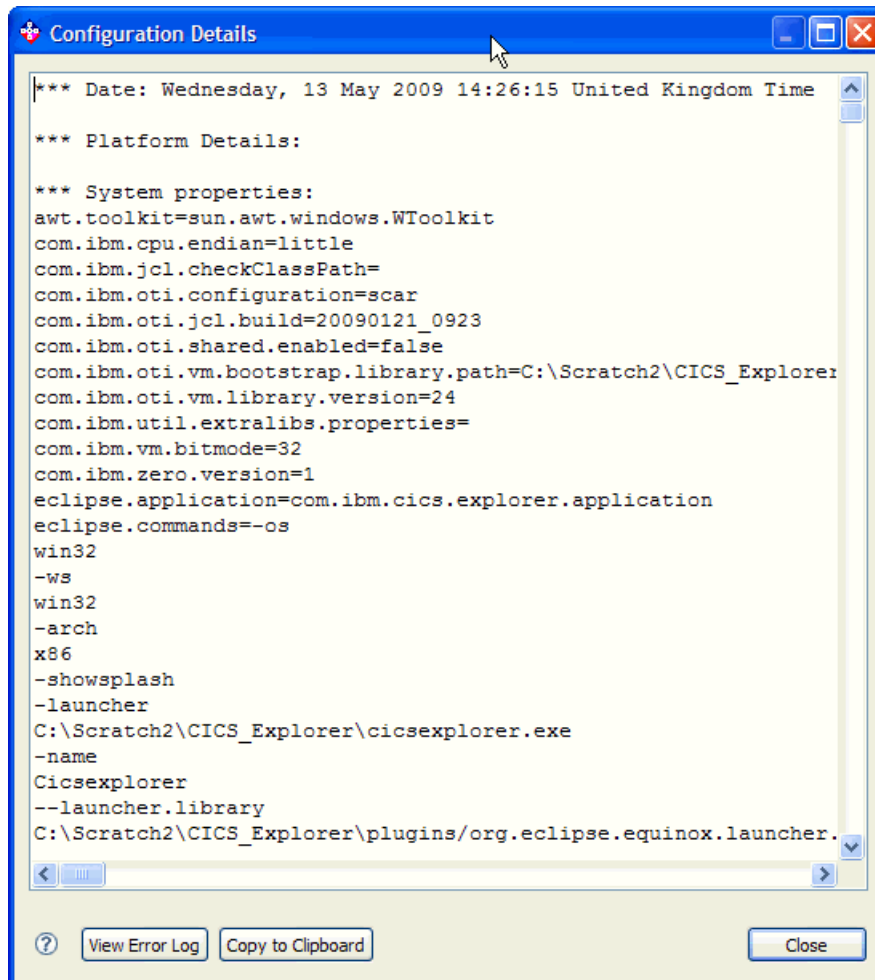 Configuration Details
*** Date: Wednesday, 13 May 2009 14:26:15 United Kingdom Time
*** Platform Details:
*** System properties:
awt.toolkit=sun.awt.windows.WToolkit
com.ibm.cpu.endian=little
com.ibm.jcl.checkClassPath=
com.ibm.oti.configuration=scar
com.ibm.oti.jcl.build=20090121_0923
com.ibm.oti.shared.enabled=false
com.ibm.oti.vm.bootstrap.library.path=C:\Scratch2\CICS_Explorer
com.ibm.oti.vm.library.version=24
com.ibm.util.extralibs.properties=
com.ibm.vm.bitmode=32
com.ibm.zero.version=1
eclipse.application=com.ibm.cics.explorer.application
eclipse.commands=-os
win32
-ws
win32
-arch
x86
-showsplash
-launcher
C:\Scratch2\CICS_Explorer\cicsexplorer.exe
-name
Cicsexplorer
--launcher.library
C:\Scratch2\CICS_Explorer\plugins/org.eclipse.equinox.launcher.
? View Error Log Copy to Clipboard Close